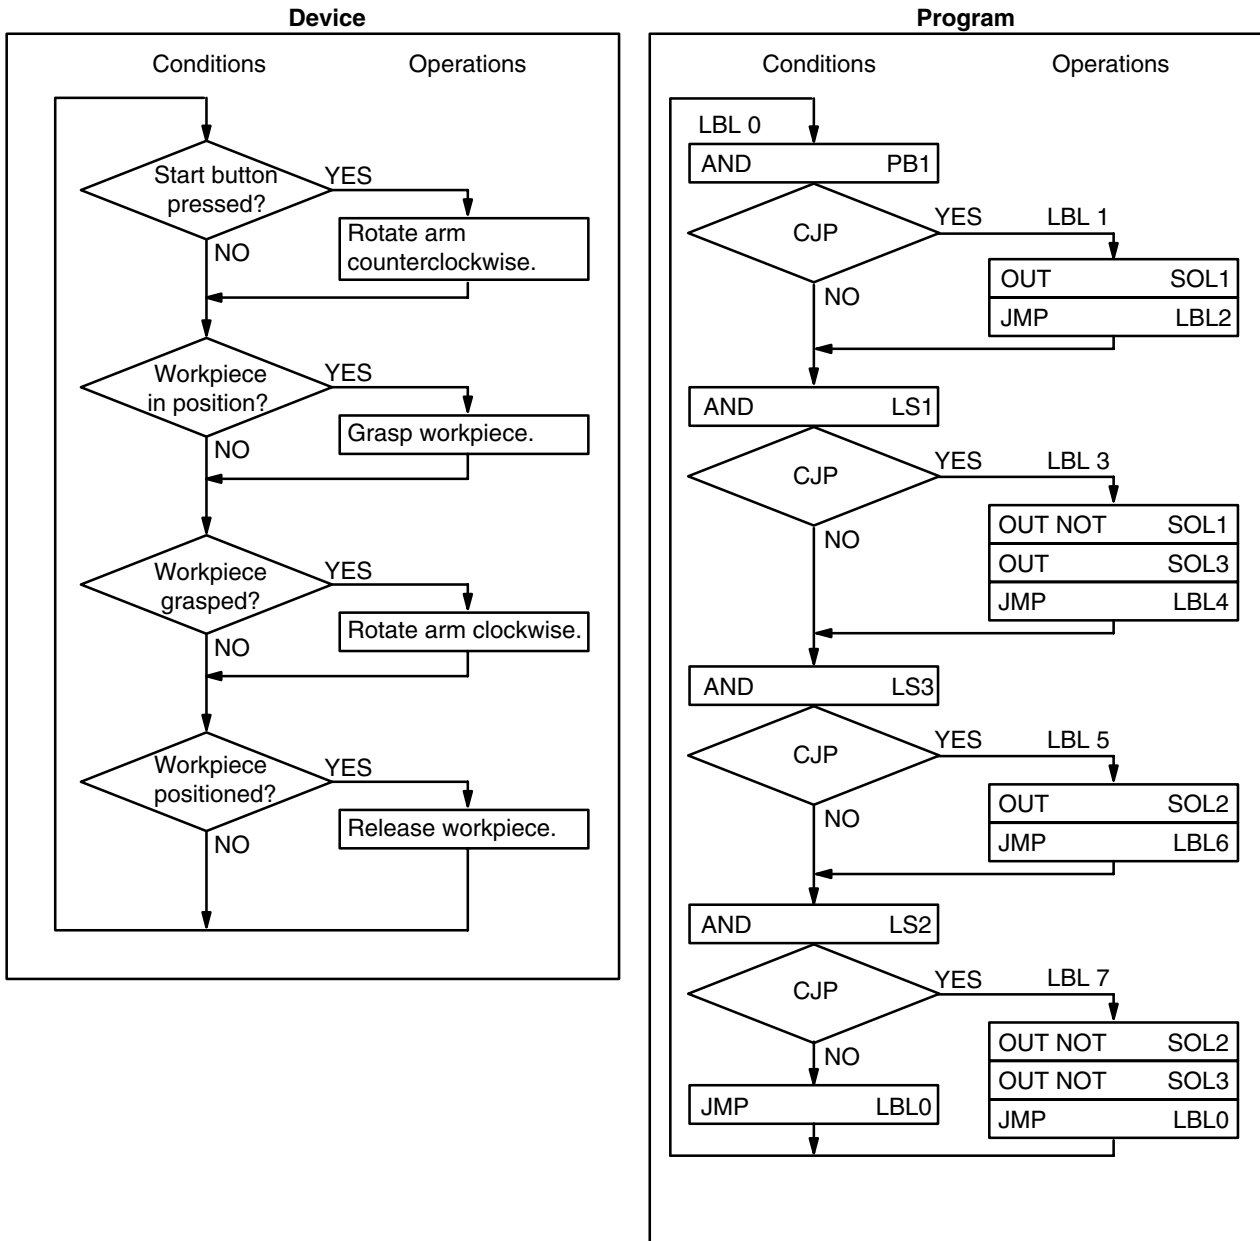 Device
Conditions Operations
Start button
pressed?
YES
NO
Rotate arm
counterclockwise.
Workpiece
in position?
YES
NO
Grasp workpiece.
Workpiece
grasped?
YES
NO
Rotate arm clockwise.
Workpiece
positioned?
YES
NO
Release workpiece.
Program
Conditions Operations
LBL 0
AND PB1
CJP
YES LBL 1
NO
OUT SOL1
JMP LBL2
AND LS1
CJP
YES LBL 3
NO
OUT NOT SOL1
OUT SOL3
JMP LBL4
AND LS3
CJP
YES LBL 5
NO
OUT SOL2
JMP LBL6
AND LS2
CJP
YES LBL 7
NO
OUT NOT SOL2
OUT NOT SOL3
JMP LBL0
JMP LBL0